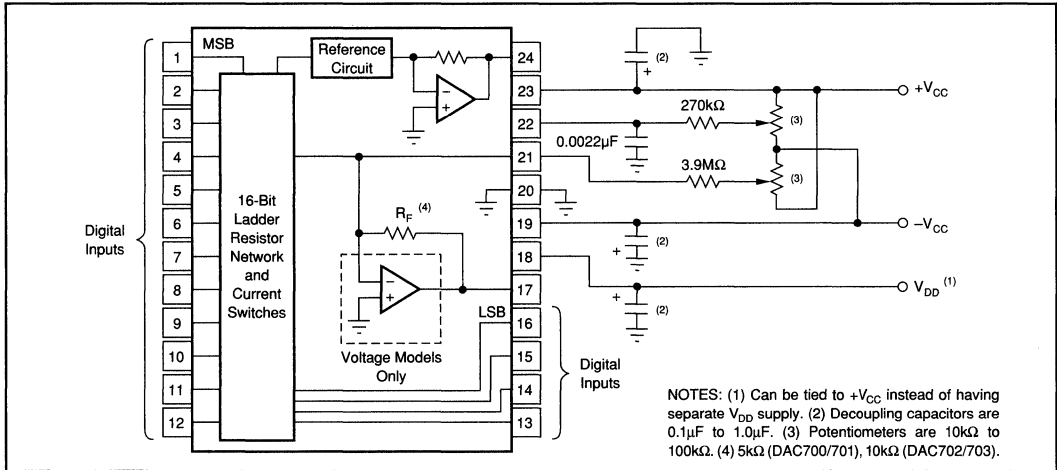 MSB
Reference
Circuit
1
2
3
4
5
6
7
8
9
10
11
12
Digital
Inputs
16-Bit
Ladder
Resistor
Network
and
Current
Switches
R_F (4)
Voltage Models
Only
LSB
24
23
22
21
20
19
18
17
16
15
14
13
Digital
Inputs
(2)
+
+V_CC
270kΩ
(3)
0.0022µF
3.9MΩ
(3)
−V_CC
+
(2)
V_DD (1)
+
(2)
NOTES: (1) Can be tied to +V_CC instead of having
separate V_DD supply. (2) Decoupling capacitors are
0.1µF to 1.0µF. (3) Potentiometers are 10kΩ to
100kΩ. (4) 5kΩ (DAC700/701), 10kΩ (DAC702/703).